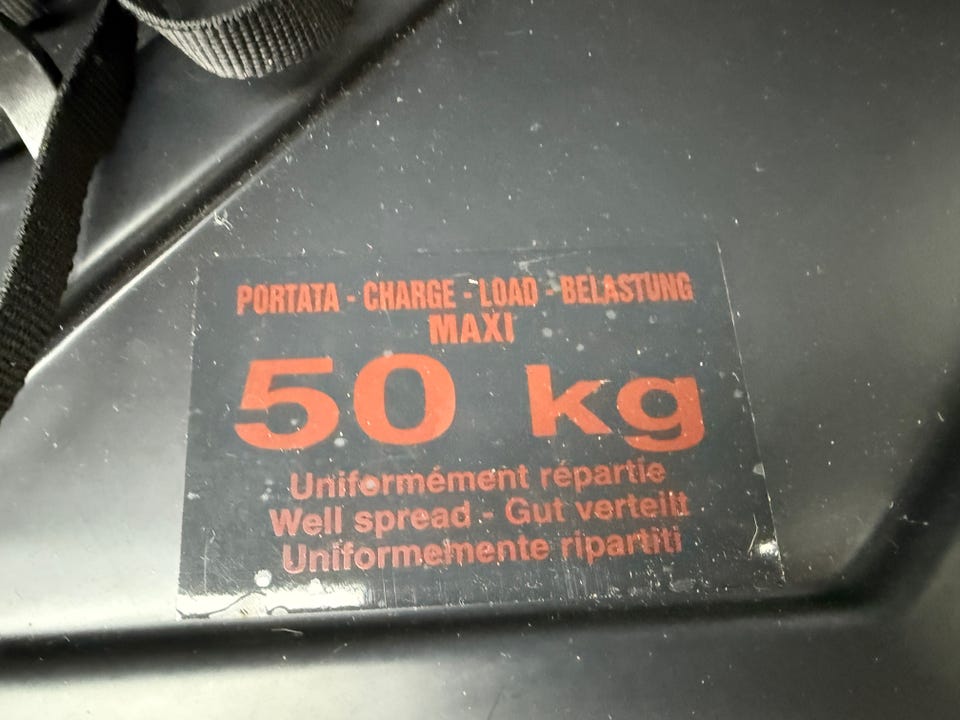 PORTATA - CHARGE - LOAD - BELASTUNG
MAXI
50 kg
Uniformément répartie
Well spread - Gut verteilt
Uniformemente ripartiti